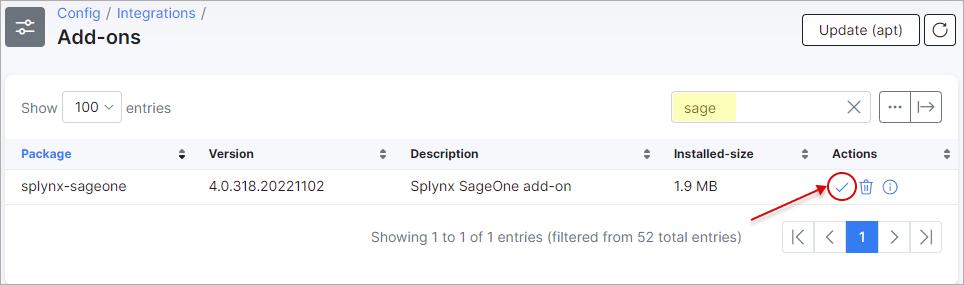 Config / Integrations /
Add-ons
Update (apt)
Show 100 entries
sage
Package Version Description Installed-size Actions
splynx-sageone 4.0.318.20221102 Splynx SageOne add-on 1.9 MB
Showing 1 to 1 of 1 entries (filtered from 52 total entries)
1